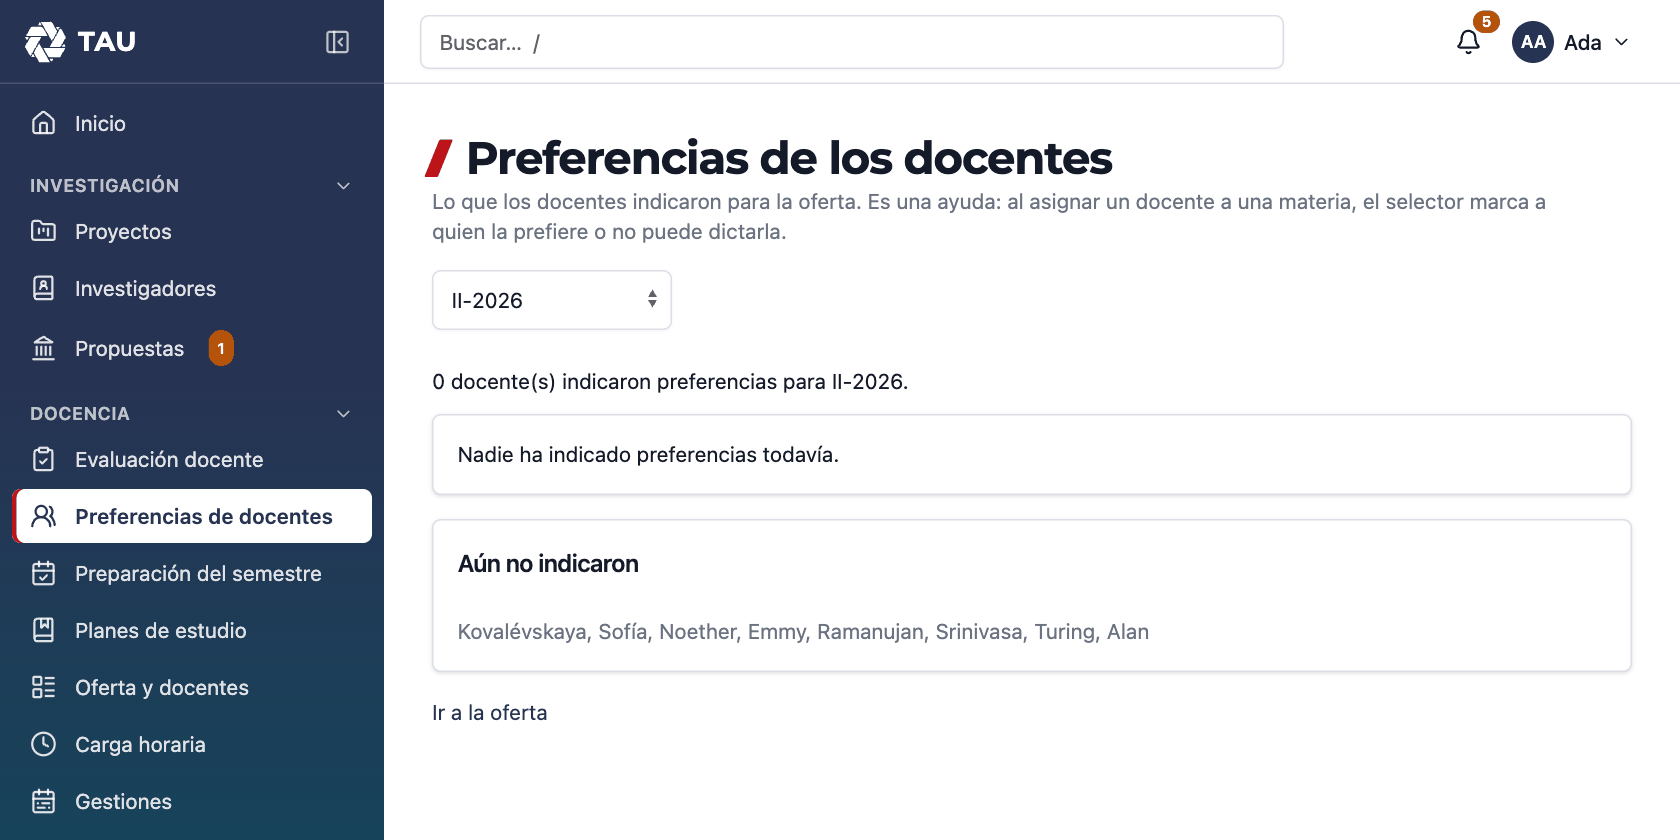 TAU
Buscar... /
5
AA
Ada
Inicio
INVESTIGACIÓN
Proyectos
Investigadores
Propuestas
1
DOCENCIA
Evaluación docente
Preferencias de docentes
Preparación del semestre
Planes de estudio
Oferta y docentes
Carga horaria
Gestiones
Preferencias de los docentes
Lo que los docentes indicaron para la oferta. Es una ayuda: al asignar un docente a una materia, el selector marca a
quien la prefiere o no puede dictarla.
II-2026
0 docente(s) indicaron preferencias para II-2026.
Nadie ha indicado preferencias todavía.
Aún no indicaron
Kovalévskaya, Sofía, Noether, Emmy, Ramanujan, Srinivasa, Turing, Alan
Ir a la oferta